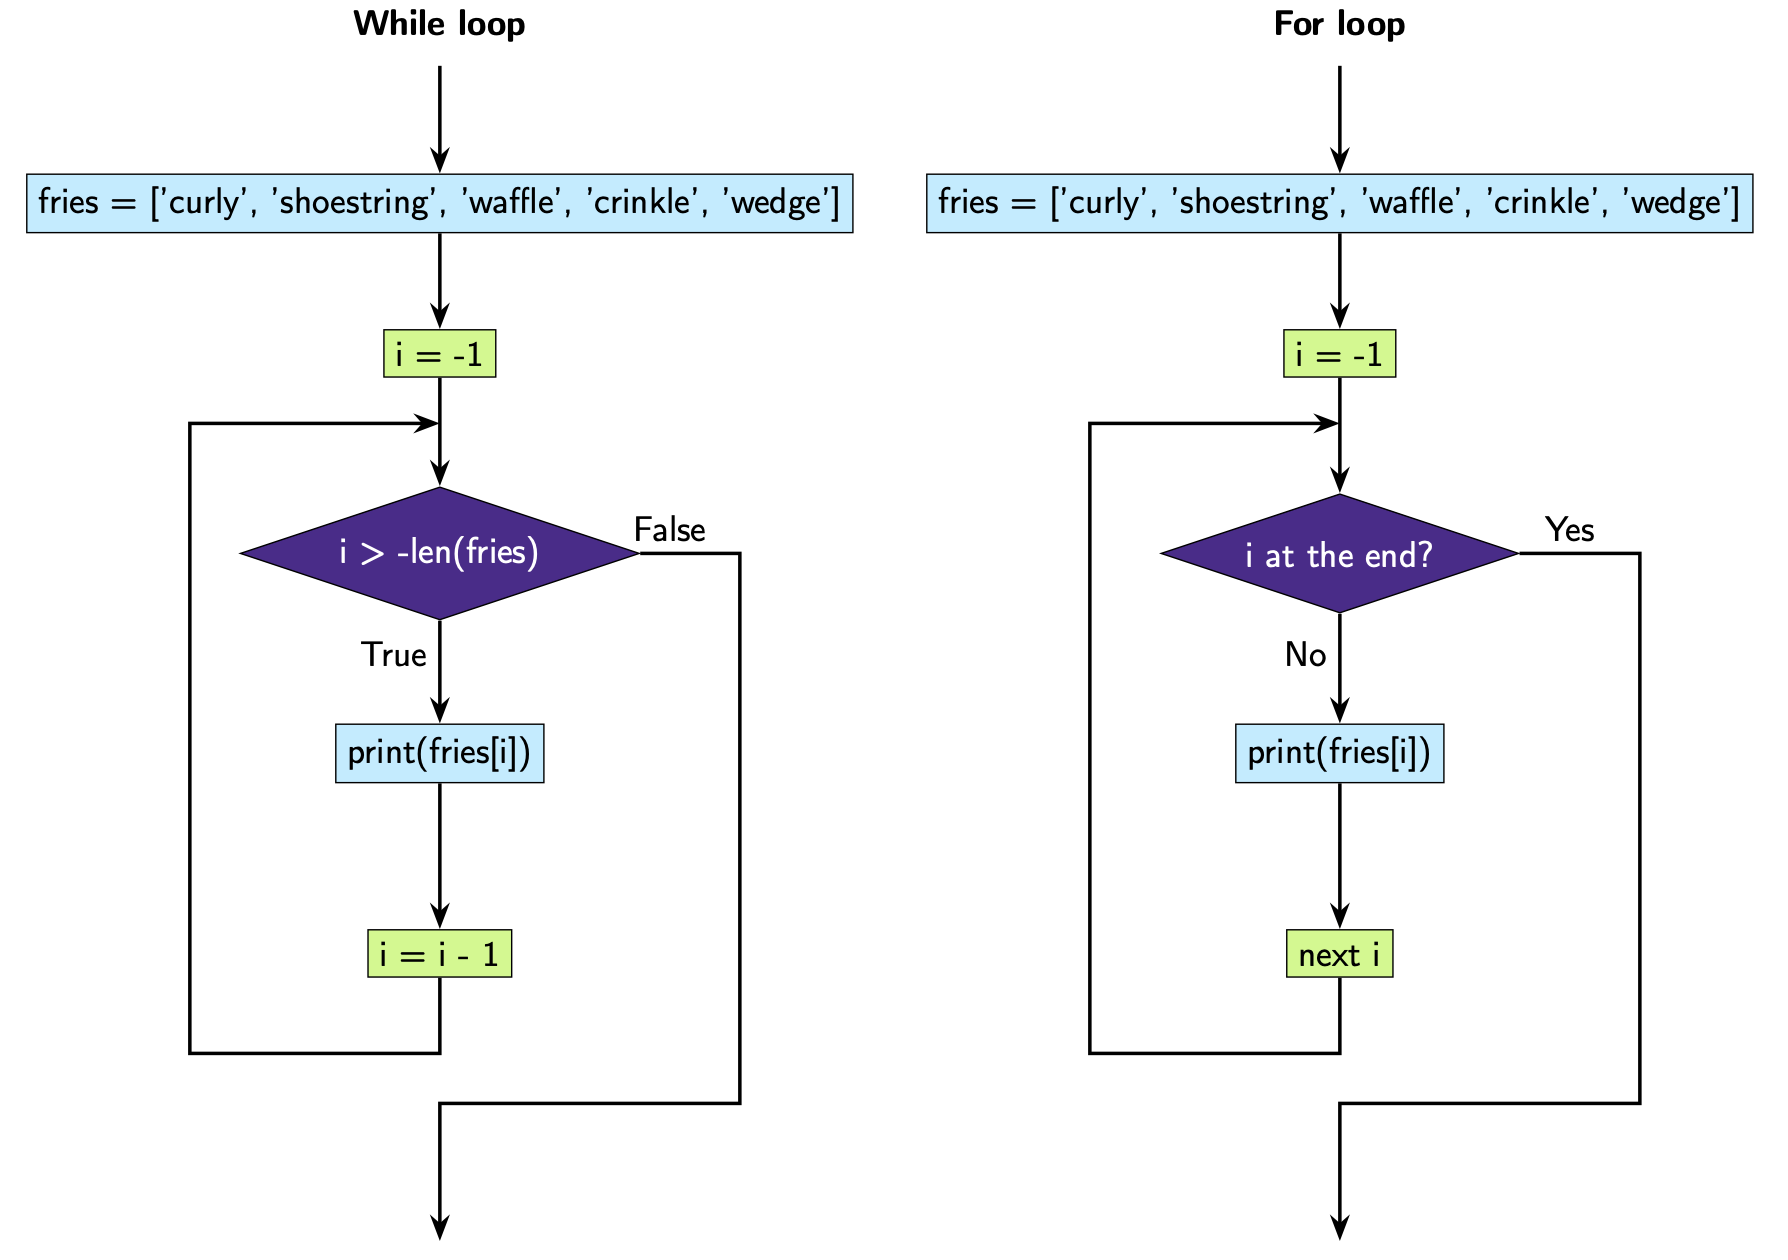 While loop
fries = ['curly', 'shoestring', 'waffle', 'crinkle', 'wedge']
i = -1
i > -len(fries)
False
True
print(fries[i])
i = i - 1
For loop
fries = ['curly', 'shoestring', 'waffle', 'crinkle', 'wedge']
i = -1
i at the end?
Yes
No
print(fries[i])
next i